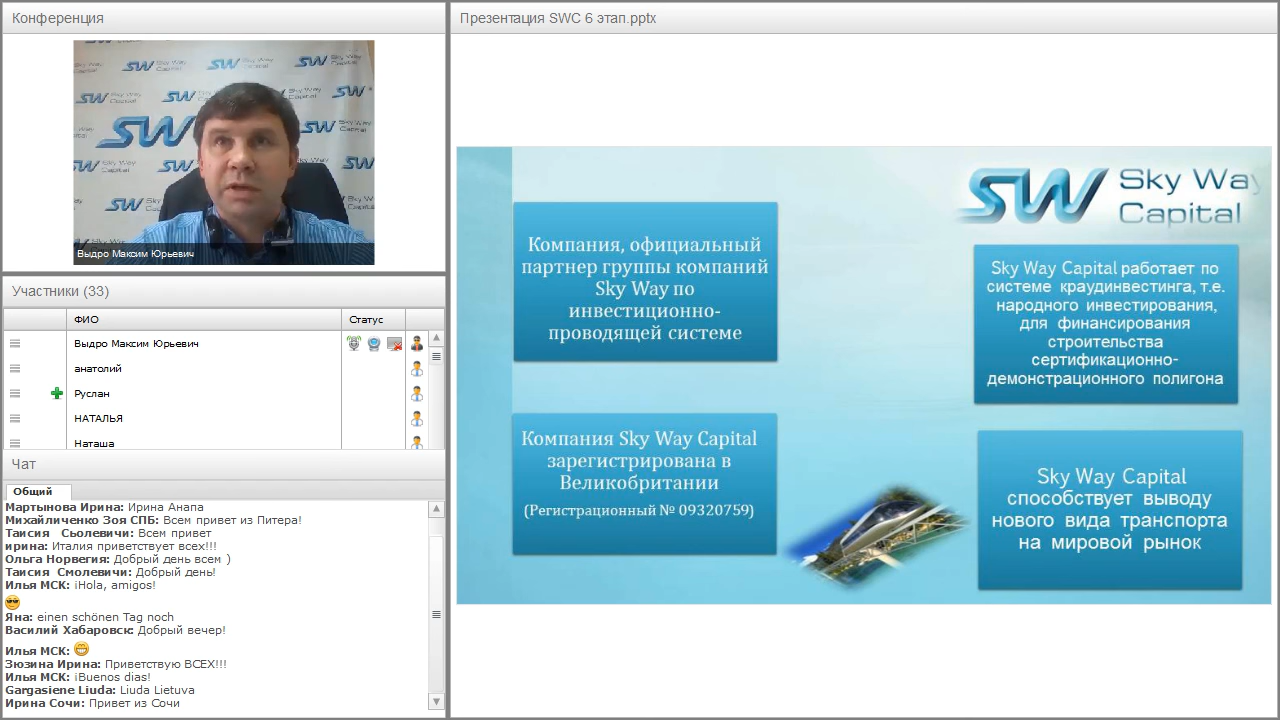 Конференция
SW Sky Way Capital
Выдро Максим Юрьевич
Участники (33)
ФИО Статус
Выдро Максим Юрьевич
анатолий
Руслан
НАТАЛЬЯ
Наташа
Чат
Общий
Мартынова Ирина: Ирина Анапа
Михайличенко Зоя СПБ: Всем привет из Питера!
Таисия Сьолевичи: Всем привет
ирина: Италия приветствует всех!!!
Ольга Норвегия: Добрый день всем )
Таисия Смолевичи: Добрый день!
Илья МСК: ¡Hola, amigos!
Яна: einen schönen Tag noch
Василий Хабаровск: Добрый вечер!
Илья МСК:
Зюзина Ирина: Приветствую ВСЕХ!!!
Илья МСК: ¡Buenos dias!
Gargasiene Liuda: Liuda Lietuva
Ирина Сочи: Привет из Сочи
Презентация SWC 6 этап.pptx
SW Sky Way
Capital
Компания, официальный
партнер группы компаний
Sky Way по
инвестиционно-
проводящей системе
Sky Way Capital работает по
системе краудинвестинга, т.е.
народного инвестирования,
для финансирования
строительства
сертификационно-
демонстрационного полигона
Компания Sky Way Capital
зарегистрирована в
Великобритании
(Регистрационный № 09320759)
Sky Way Capital
способствует выводу
нового вида транспорта
на мировой рынок